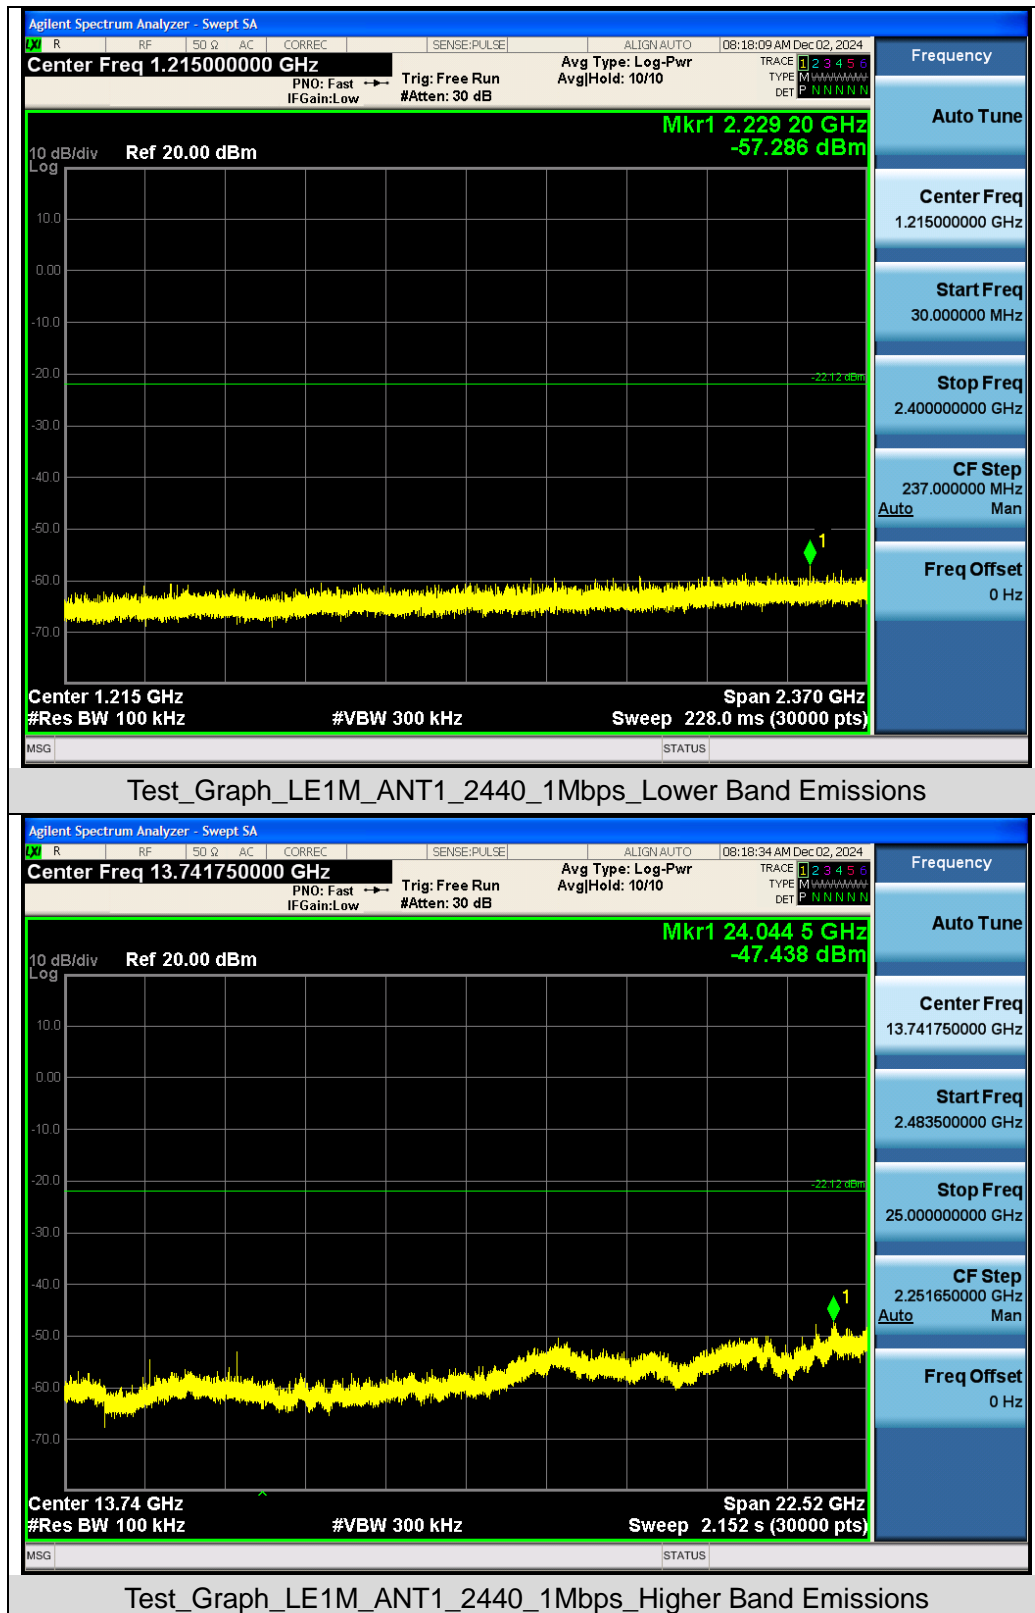 Agilent Spectrum Analyzer - Swept SA
LXI R RF 50 Ω AC CORREC SENSE:PULSE ALIGN AUTO 08:18:09 AM Dec 02, 2024
Center Freq 1.215000000 GHz Avg Type: Log-Pwr TRACE 1 2 3 4 5 6
PNO: Fast Trig: Free Run Avg|Hold: 10/10 TYPE M WWWWW
IFGain:Low #Atten: 30 dB DET P N N N N N
Mkr1 2.229 20 GHz
-57.286 dBm
10 dB/div Ref 20.00 dBm
Log
10.0
0.00
-10.0
-20.0
-22.12 dBm
-30.0
-40.0
-50.0
1
-60.0
-70.0
Center 1.215 GHz Span 2.370 GHz
#Res BW 100 kHz #VBW 300 kHz Sweep 228.0 ms (30000 pts)
MSG STATUS
Frequency
Auto Tune
Center Freq
1.215000000 GHz
Start Freq
30.000000 MHz
Stop Freq
2.400000000 GHz
CF Step
237.000000 MHz
Auto Man
Freq Offset
0 Hz
Test_Graph_LE1M_ANT1_2440_1Mbps_Lower Band Emissions
Agilent Spectrum Analyzer - Swept SA
LXI R RF 50 Ω AC CORREC SENSE:PULSE ALIGN AUTO 08:18:34 AM Dec 02, 2024
Center Freq 13.741750000 GHz Avg Type: Log-Pwr TRACE 1 2 3 4 5 6
PNO: Fast Trig: Free Run Avg|Hold: 10/10 TYPE M WWWWW
IFGain:Low #Atten: 30 dB DET P N N N N N
Mkr1 24.044 5 GHz
-47.438 dBm
10 dB/div Ref 20.00 dBm
Log
10.0
0.00
-10.0
-20.0
-22.12 dBm
-30.0
-40.0
1
-50.0
-60.0
-70.0
Center 13.74 GHz Span 22.52 GHz
#Res BW 100 kHz #VBW 300 kHz Sweep 2.152 s (30000 pts)
MSG STATUS
Frequency
Auto Tune
Center Freq
13.741750000 GHz
Start Freq
2.483500000 GHz
Stop Freq
25.000000000 GHz
CF Step
2.251650000 GHz
Auto Man
Freq Offset
0 Hz
Test_Graph_LE1M_ANT1_2440_1Mbps_Higher Band Emissions